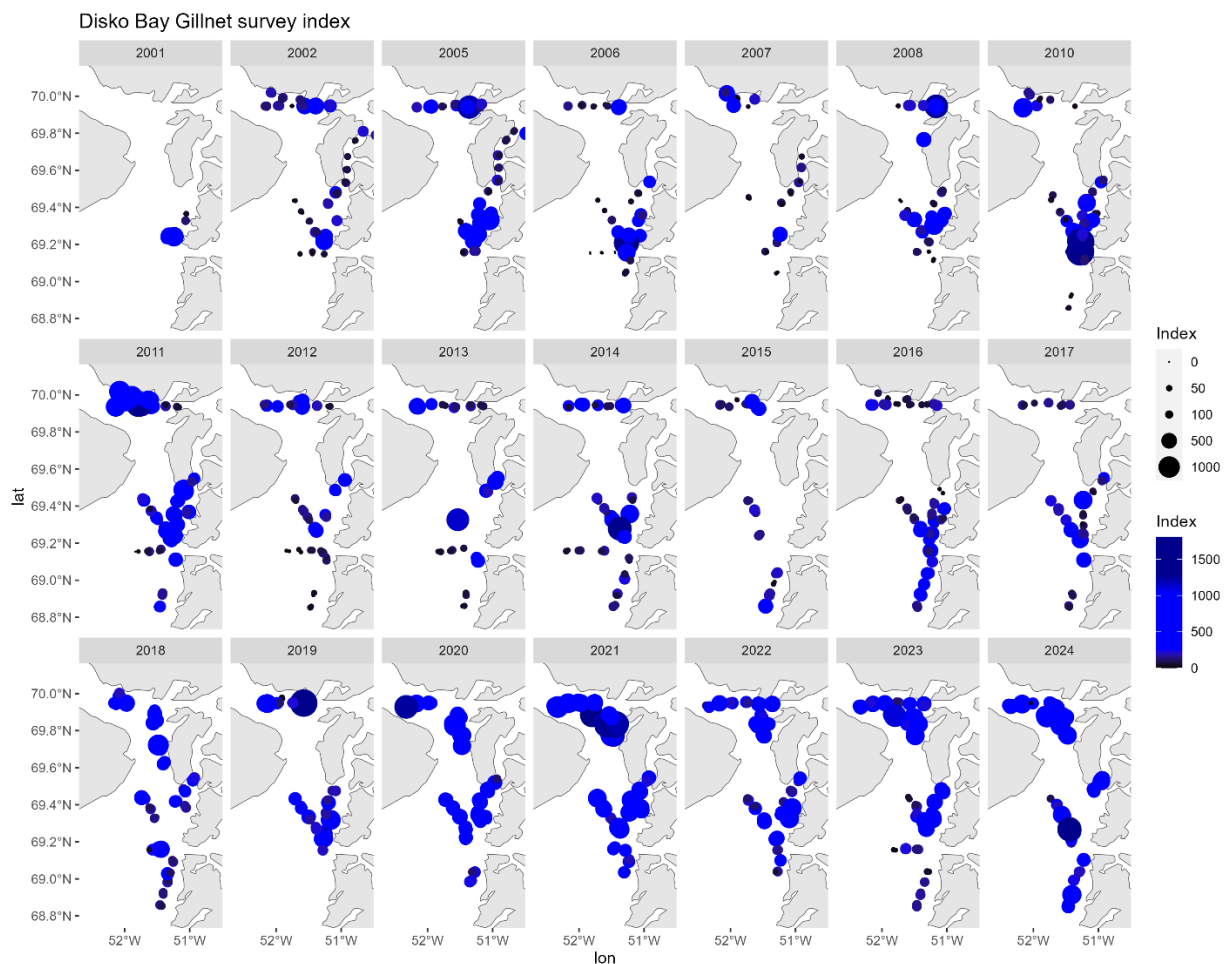 Disko Bay Gillnet survey index
2001 2002 2005 2006 2007 2008 2010
70.0°N
69.8°N
69.6°N
69.4°N
69.2°N
69.0°N
68.8°N
2011 2012 2013 2014 2015 2016 2017
70.0°N
69.8°N
69.6°N
69.4°N
69.2°N
69.0°N
68.8°N
2018 2019 2020 2021 2022 2023 2024
70.0°N
69.8°N
69.6°N
69.4°N
69.2°N
69.0°N
68.8°N
52°W 51°W 52°W 51°W 52°W 51°W 52°W 51°W 52°W 51°W 52°W 51°W 52°W 51°W
lon
lat
Index
0
50
100
500
1000
Index
1500
1000
500
0